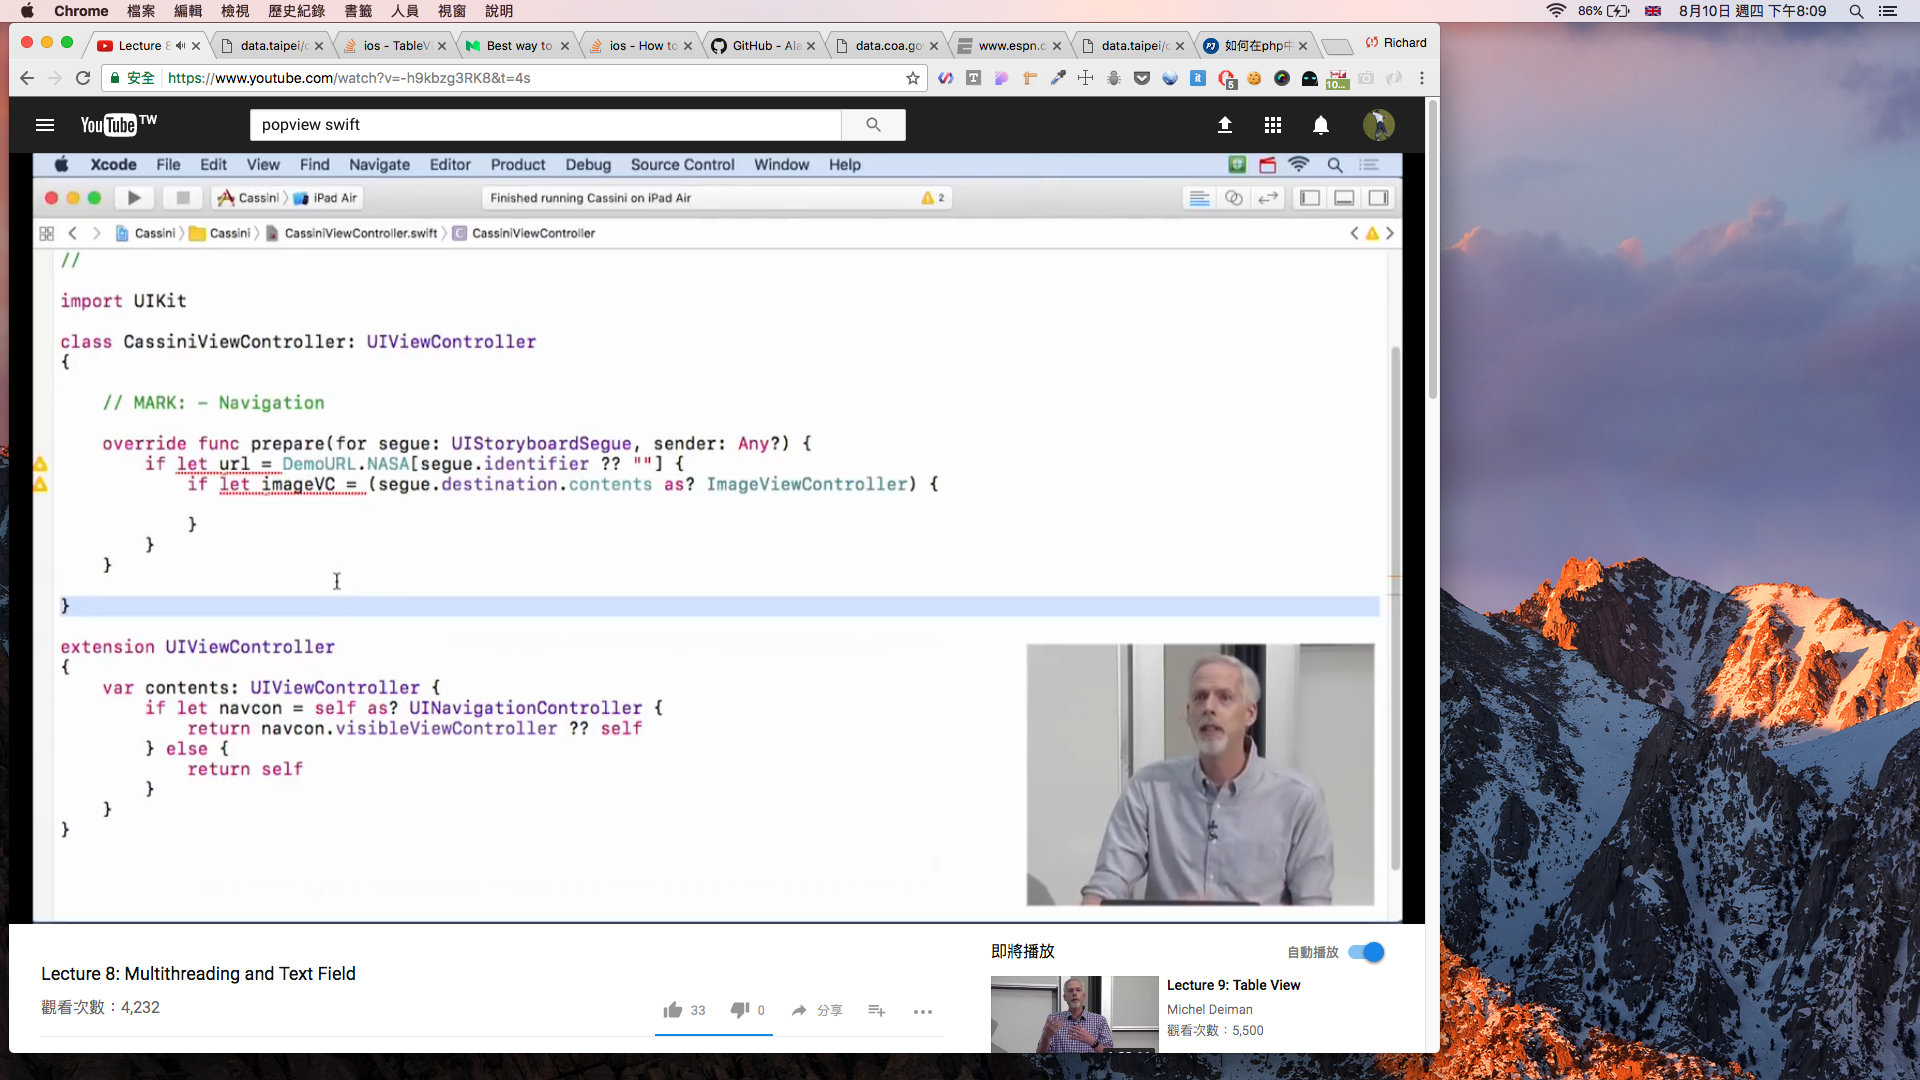 Chrome 檔案 編輯 檢視 歷史紀錄 書籤 人員 視窗 說明 86% 8月10日 週四 下午8:09
Lecture 8 data.taipei/c ios - TableV Best way to ios - How to GitHub - Ala data.coa.go www.espn.c data.taipei/c 如何在php中 Richard
安全 https://www.youtube.com/watch?v=-h9kbzg3RK8&t=4s
YouTube TW popview swift
Xcode File Edit View Find Navigate Editor Product Debug Source Control Window Help
Cassini iPad Air Finished running Cassini on iPad Air 2
Cassini Cassini CassiniViewController.swift C CassiniViewController
//
import UIKit
class CassiniViewController: UIViewController
{
// MARK: – Navigation
override func prepare(for segue: UIStoryboardSegue, sender: Any?) {
if let url = DemoURL.NASA[segue.identifier ?? ""] {
if let imageVC = (segue.destination.contents as? ImageViewController) {
}
}
}
}
extension UIViewController
{
var contents: UIViewController {
if let navcon = self as? UINavigationController {
return navcon.visibleViewController ?? self
} else {
return self
}
}
}
Lecture 8: Multithreading and Text Field
觀看次數：4,232
33 0 分享
即將播放 自動播放
Lecture 9: Table View
Michel Deiman
觀看次數：5,500